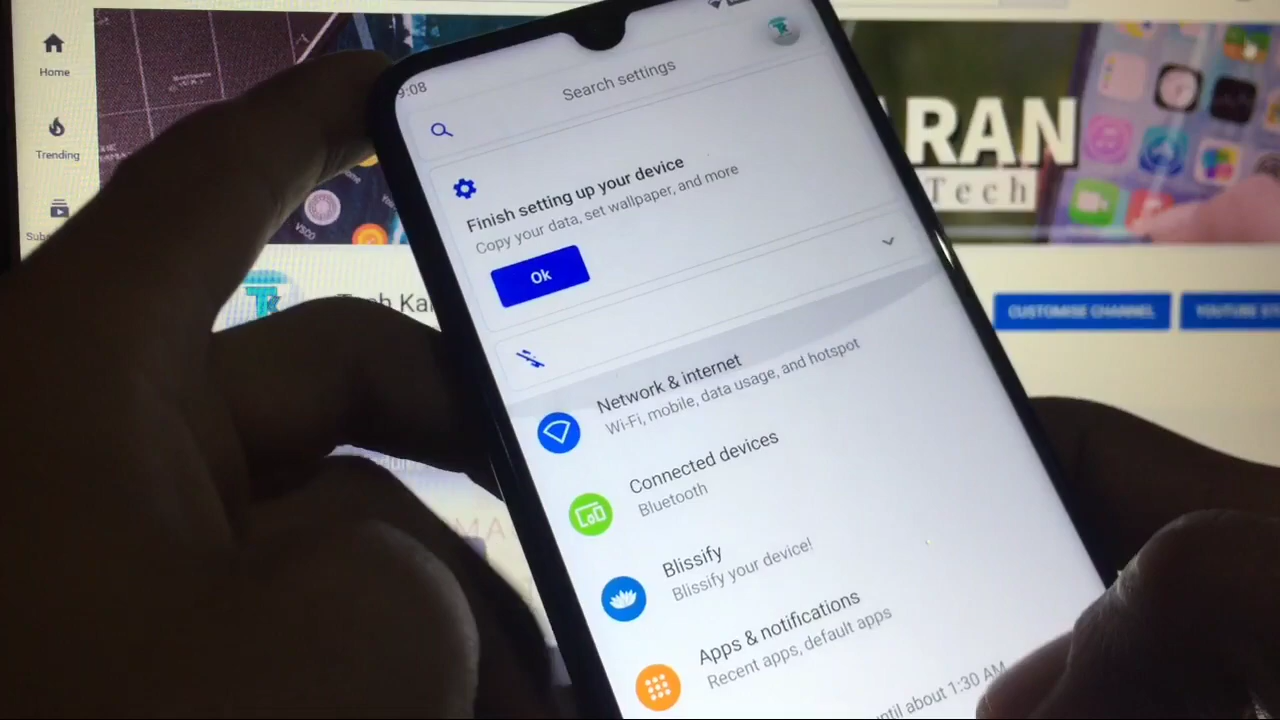 Home
Trending
RAN
Tech
CUSTOMISE CHANNEL
9:08
Search settings
Finish setting up your device
Copy your data, set wallpaper, and more
Ok
Network & internet
Wi-Fi, mobile, data usage, and hotspot
Connected devices
Bluetooth
Blissify
Blissify your device!
Apps & notifications
Recent apps, default apps
until about 1:30 AM